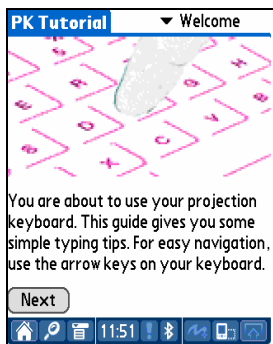 PK Tutorial
Welcome
You are about to use your projection
keyboard. This guide gives you some
simple typing tips. For easy navigation,
use the arrow keys on your keyboard.
Next
11:51